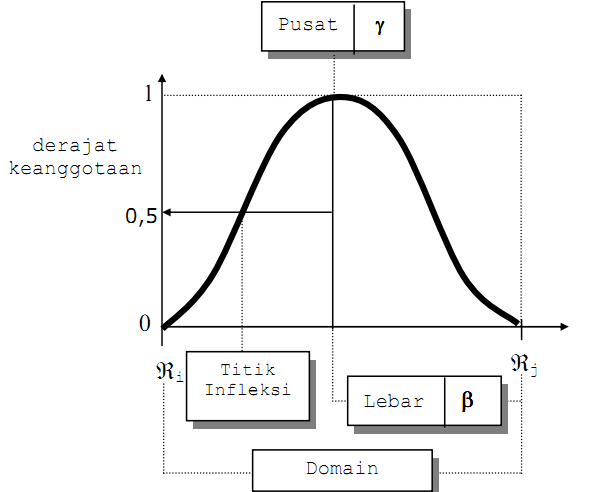 Pusat γ
1
derajat
keanggotaan
0,5
0
ℜi
ℜj
Titik
Infleksi
Lebar β
Domain